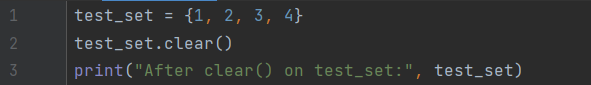 1 test_set = {1, 2, 3, 4}
2 test_set.clear()
3 print("After clear() on test_set:", test_set)